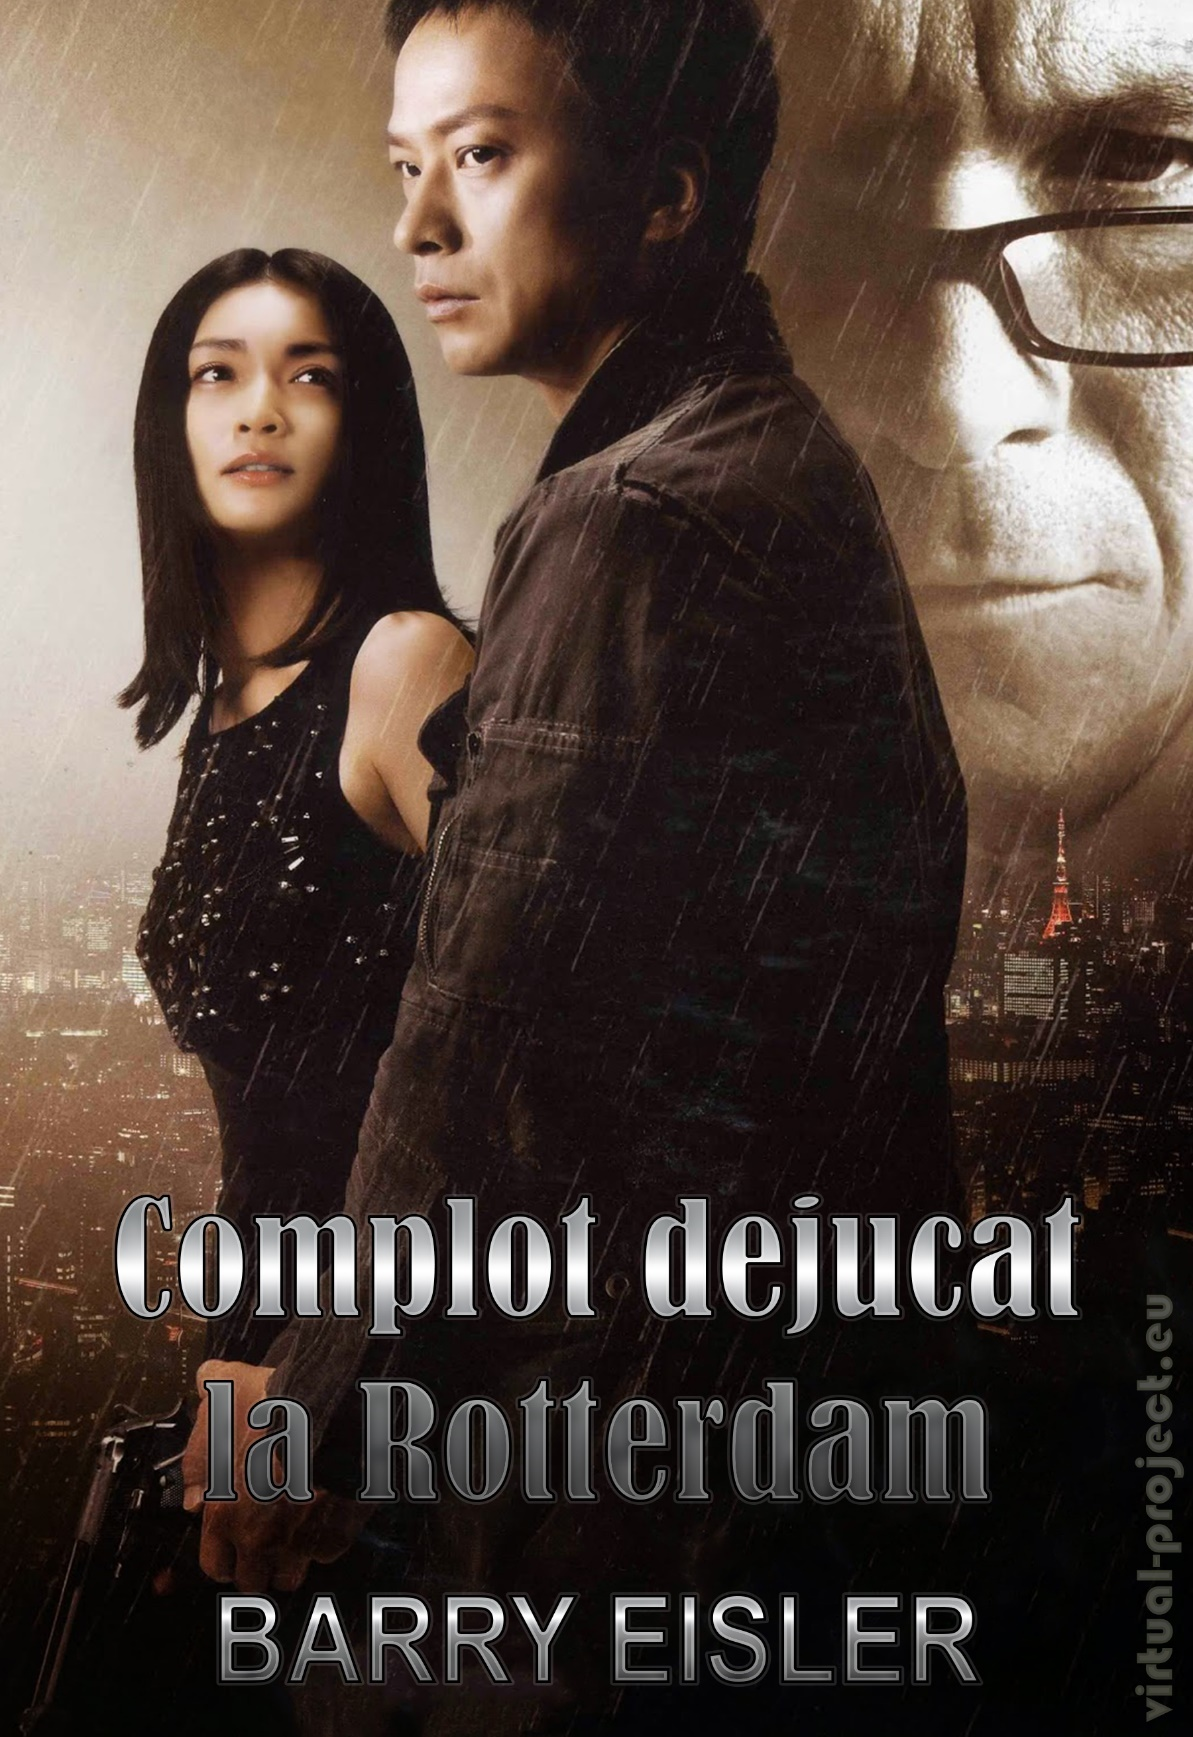 Complot dejucat
la Rotterdam
BARRY EISLER
virtual-project.eu